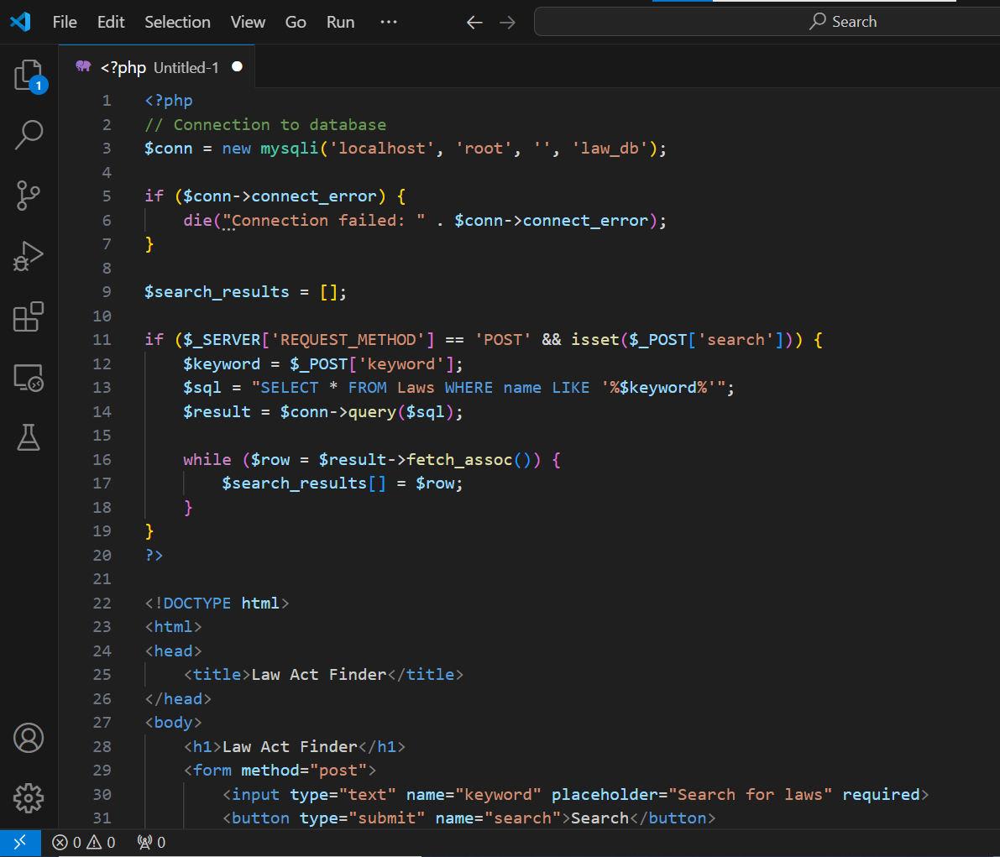 File Edit Selection View Go Run ··· ← → Search
<?php Untitled-1 ●
1
1 <?php
2 // Connection to database
3 $conn = new mysqli('localhost', 'root', '', 'law_db');
4
5 if ($conn->connect_error) {
6     die("Connection failed: " . $conn->connect_error);
7 }
8
9 $search_results = [];
10
11 if ($_SERVER['REQUEST_METHOD'] == 'POST' && isset($_POST['search'])) {
12     $keyword = $_POST['keyword'];
13     $sql = "SELECT * FROM Laws WHERE name LIKE '%$keyword%'";
14     $result = $conn->query($sql);
15
16     while ($row = $result->fetch_assoc()) {
17         $search_results[] = $row;
18     }
19 }
20 ?>
21
22 <!DOCTYPE html>
23 <html>
24 <head>
25     <title>Law Act Finder</title>
26 </head>
27 <body>
28     <h1>Law Act Finder</h1>
29     <form method="post">
30         <input type="text" name="keyword" placeholder="Search for laws" required>
31         <button type="submit" name="search">Search</button>
0 0 0